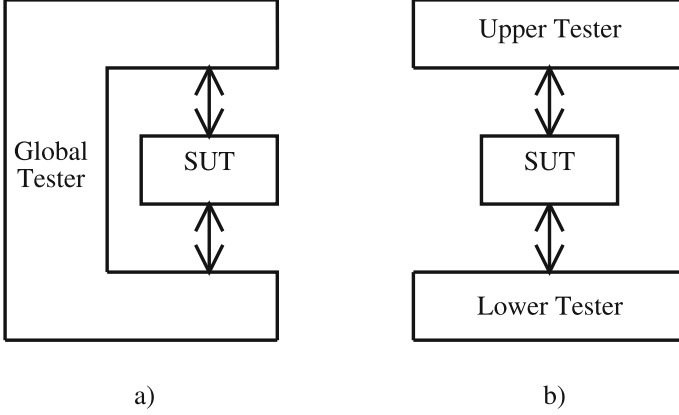 Global
Tester
SUT
a)
Upper Tester
SUT
Lower Tester
b)